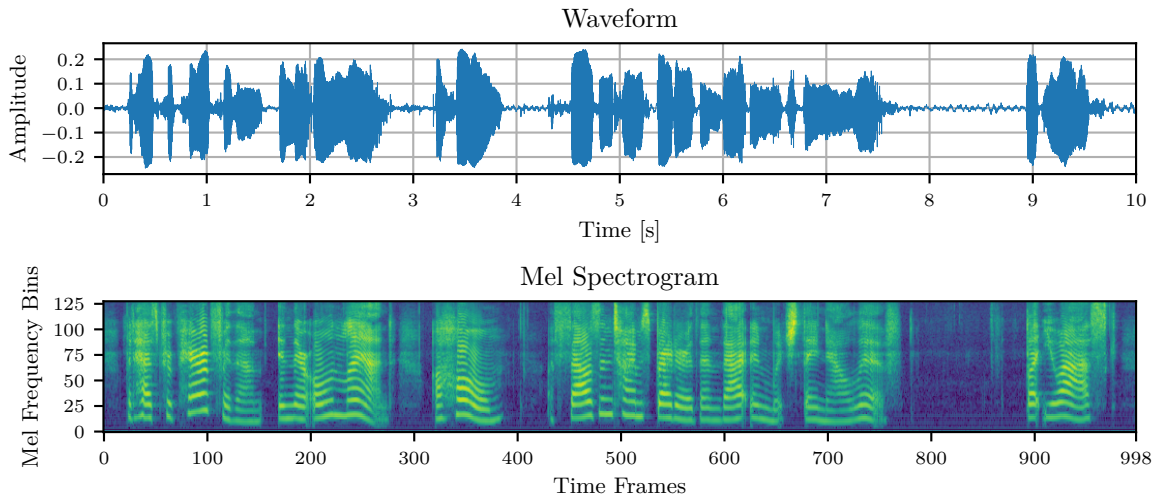 Waveform
Amplitude
0.2
0.1
0.0
−0.1
−0.2
0 1 2 3 4 5 6 7 8 9 10
Time [s]
Mel Spectrogram
Mel Frequency Bins
125
100
75
50
25
0
0 100 200 300 400 500 600 700 800 900 998
Time Frames